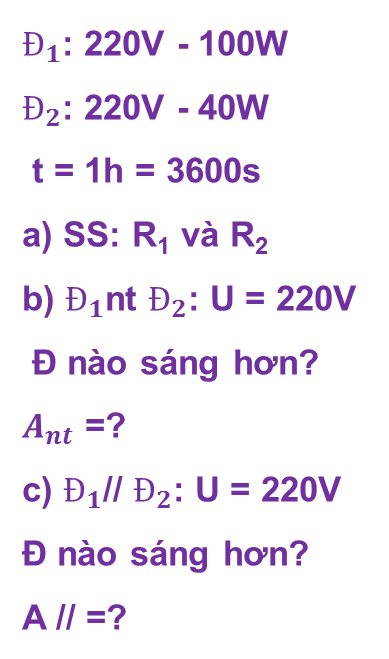 Đ₁: 220V - 100W
Đ₂: 220V - 40W
t = 1h = 3600s
a) SS: R₁ và R₂
b) Đ₁nt Đ₂: U = 220V
Đ nào sáng hơn?
Aₙₜ =?
c) Đ₁// Đ₂: U = 220V
Đ nào sáng hơn?
A // =?